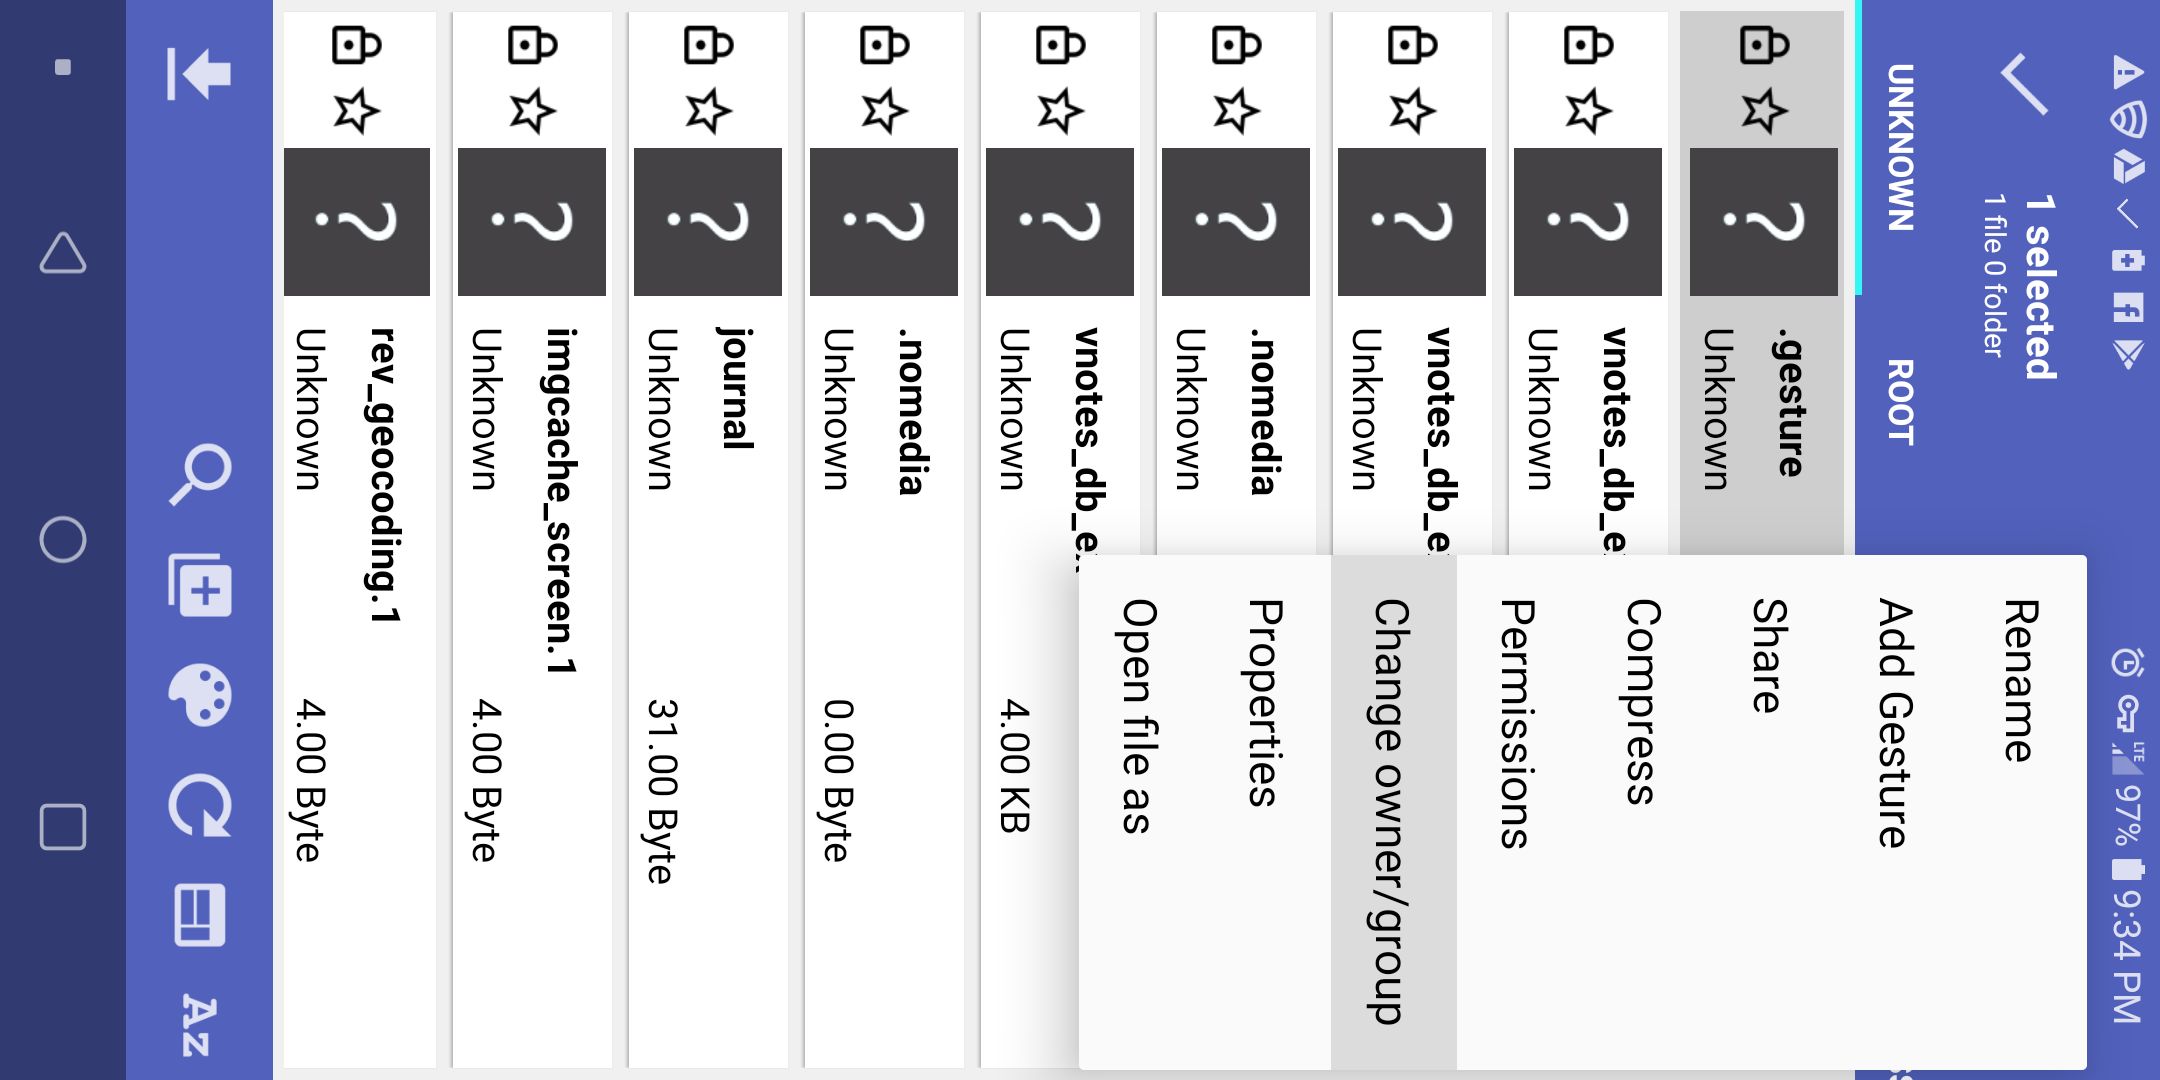 LTE
97% 9:34 PM
1 selected
1 file 0 folder
UNKNOWN ROOT
Rename
Add Gesture
Share
Compress
Permissions
Change owner/group
Properties
Open file as
.gesture
Unknown
vnotes_db_e
Unknown
vnotes_db_e
Unknown
.nomedia
Unknown
vnotes_db_e
Unknown 4.00 KB
.nomedia
Unknown 0.00 Byte
journal
Unknown 31.00 Byte
imgcache_screen.1
Unknown 4.00 Byte
rev_geocoding.1
Unknown 4.00 Byte
Az